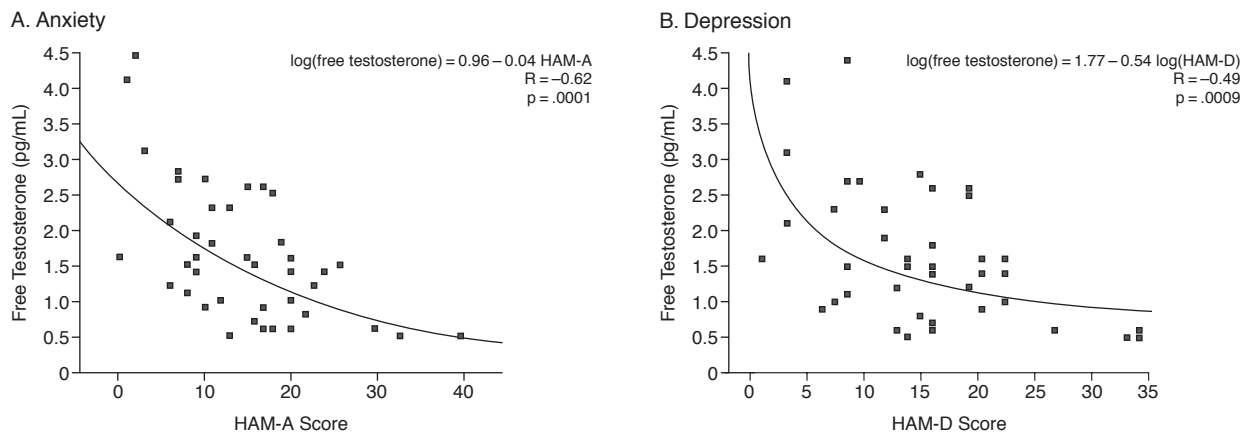 A. Anxiety
log(free testosterone) = 0.96 – 0.04 HAM-A
R = –0.62
p = .0001
Free Testosterone (pg/mL)
4.5
4.0
3.5
3.0
2.5
2.0
1.5
1.0
0.5
0
0 10 20 30 40
HAM-A Score
B. Depression
log(free testosterone) = 1.77 – 0.54 log(HAM-D)
R = –0.49
p = .0009
Free Testosterone (pg/mL)
4.5
4.0
3.5
3.0
2.5
2.0
1.5
1.0
0.5
0
0 5 10 15 20 25 30 35
HAM-D Score